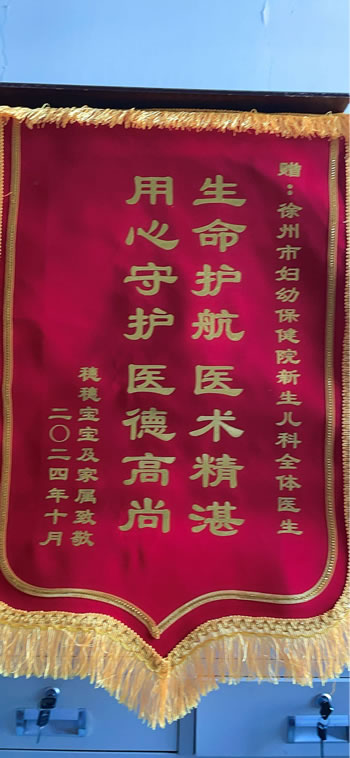 赠：徐州市妇幼保健院新生儿科全体医生
生命护航 医术精湛
用心守护 医德高尚
穗穗宝宝及家属致敬
二〇二四年十月